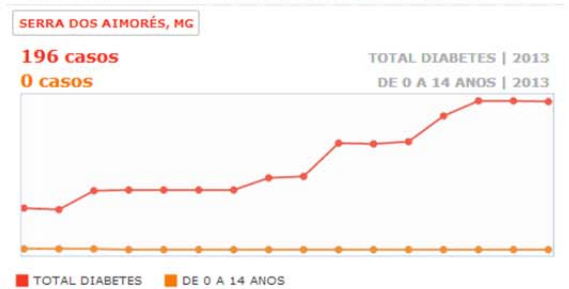 SERRA DOS AIMORÉS, MG
196 casos
TOTAL DIABETES | 2013
0 casos
DE 0 A 14 ANOS | 2013
TOTAL DIABETES
DE 0 A 14 ANOS